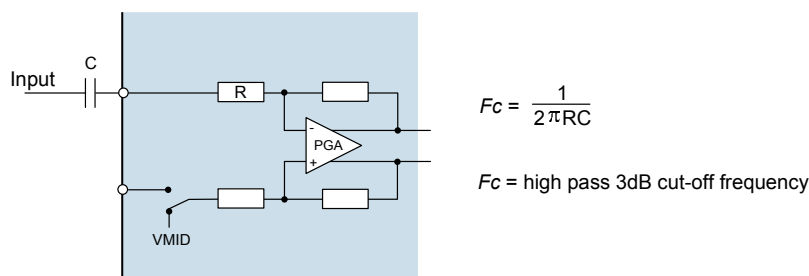 C
Input
R
-
PGA
+
VMID
Fc = 1
2πRC
Fc = high pass 3dB cut-off frequency